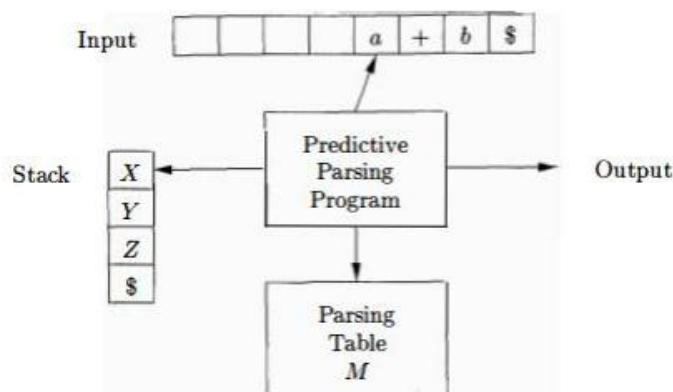 Input a + b $
Predictive
Parsing
Program
Stack
X
Y
Z
$
Output
Parsing
Table
M